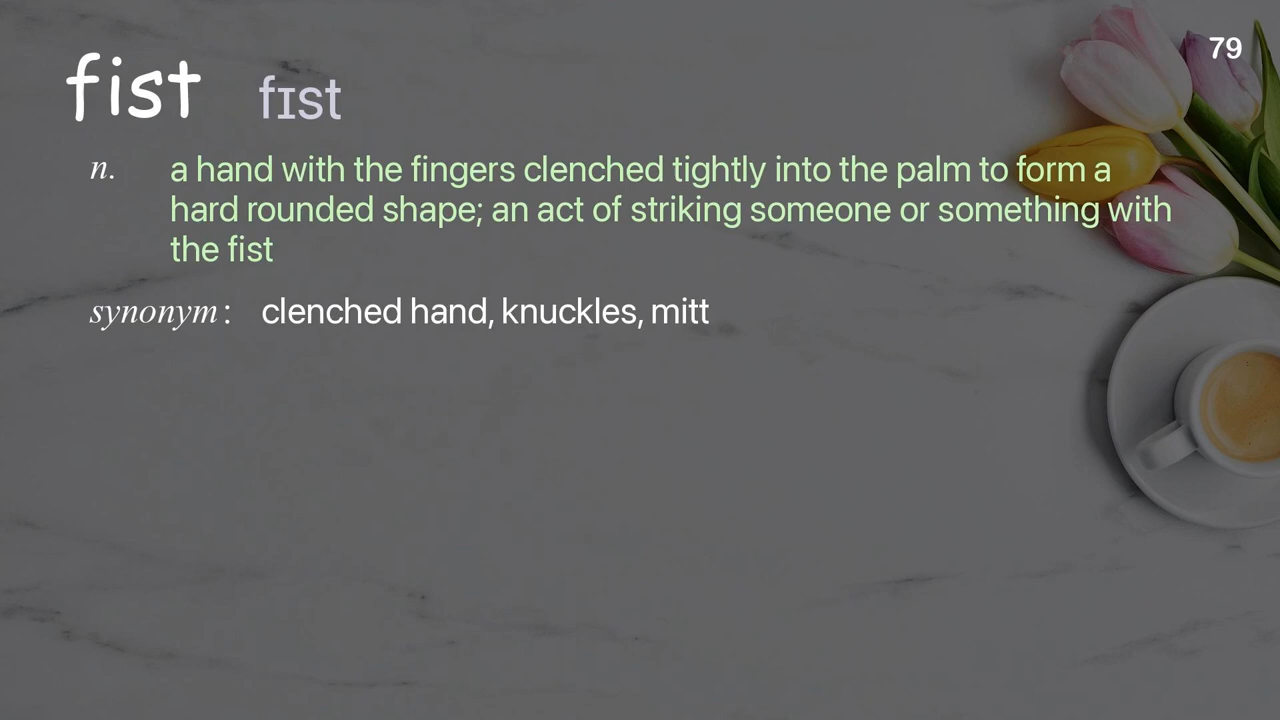 79
fist fɪst
n. a hand with the fingers clenched tightly into the palm to form a
hard rounded shape; an act of striking someone or something with
the fist
synonym : clenched hand, knuckles, mitt